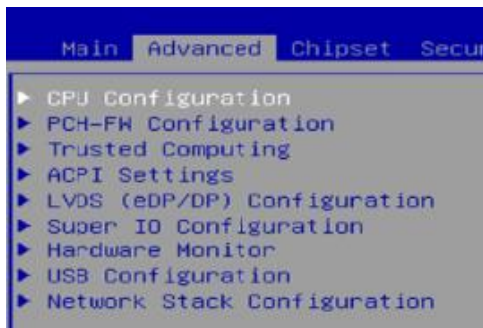 Main Advanced Chipset Secur
CPU Configuration
PCH-FW Configuration
Trusted Computing
ACPI Settings
LVDS (eDP/DP) Configuration
Super IO Configuration
Hardware Monitor
USB Configuration
Network Stack Configuration